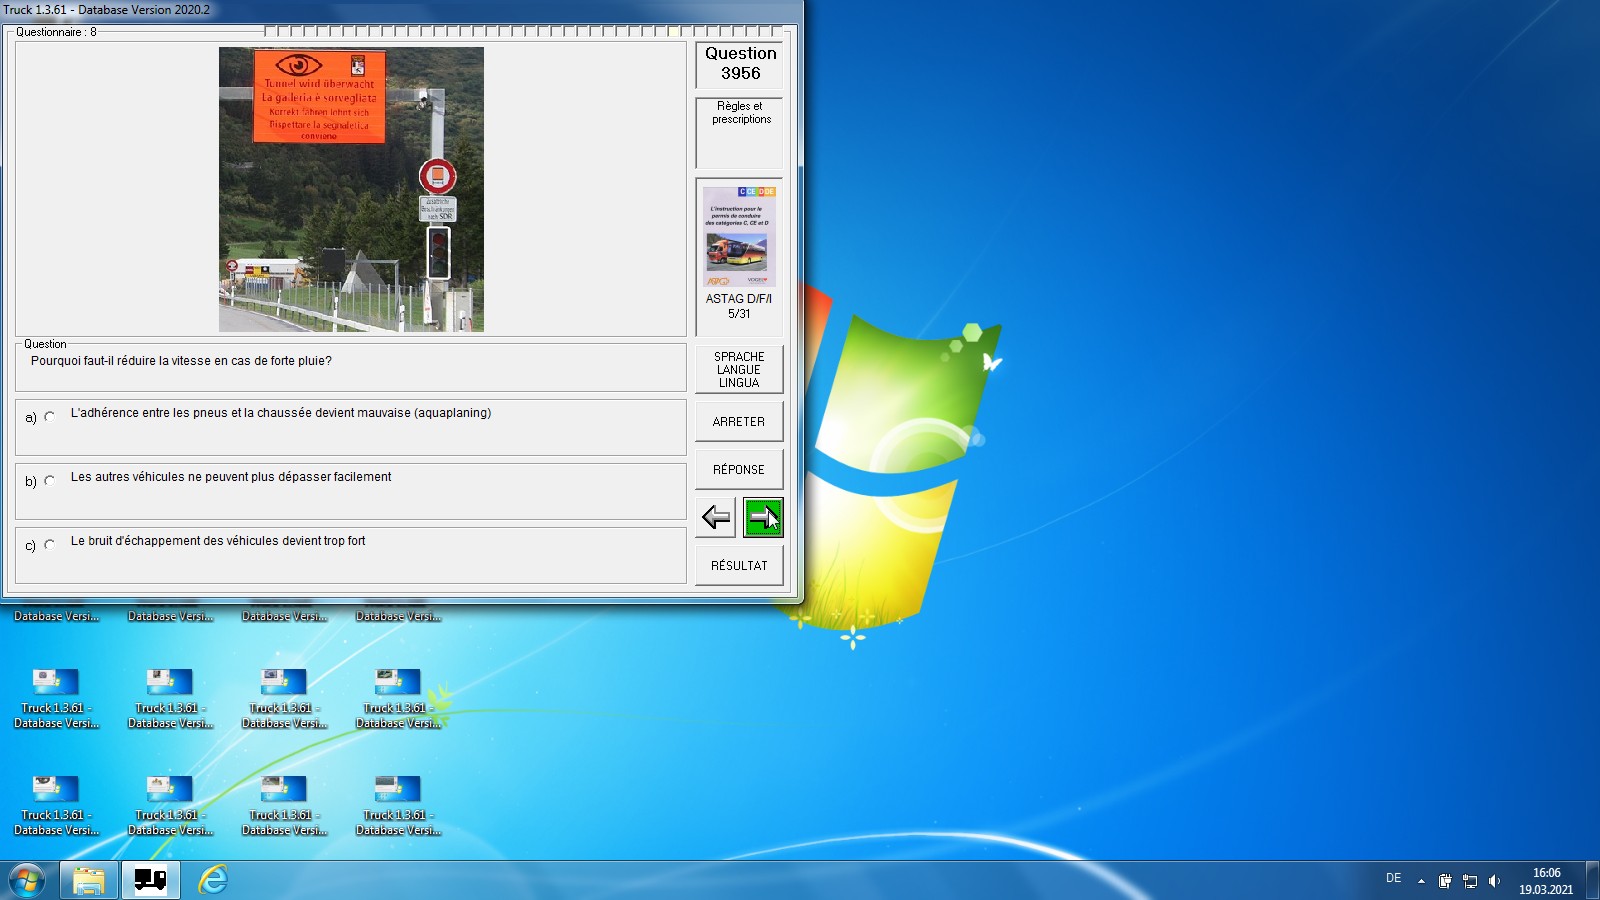 Truck 1.3.61 - Database Version 2020.2
Questionnaire : 8
Tunnel wird überwacht
La galleria è sorvegliata
Korrekt fahren lohnt sich
Rispettare la segnaletica
conviene
Zusätzliche
Beschränkungen
nach SDR
Question
3956
Règles et
prescriptions
C CE D DE
L'instruction pour le
permis de conduire
des catégories C, CE et D
ASTAG D/F/I
5/31
Question
Pourquoi faut-il réduire la vitesse en cas de forte pluie?
a) L'adhérence entre les pneus et la chaussée devient mauvaise (aquaplaning)
b) Les autres véhicules ne peuvent plus dépasser facilement
c) Le bruit d'échappement des véhicules devient trop fort
SPRACHE
LANGUE
LINGUA
ARRETER
RÉPONSE
RÉSULTAT
Database Versi... Database Versi... Database Versi... Database Versi...
Truck 1.3.61 - Truck 1.3.61 - Truck 1.3.61 - Truck 1.3.61 -
Database Versi... Database Versi... Database Versi... Database Versi...
Truck 1.3.61 - Truck 1.3.61 - Truck 1.3.61 - Truck 1.3.61 -
Database Versi... Database Versi... Database Versi... Database Versi...
DE
16:06
19.03.2021